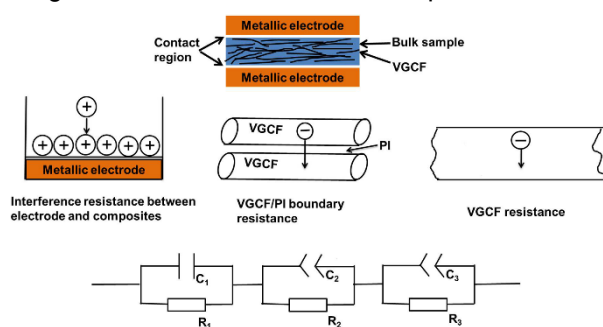 Metallic electrode
Contact
region
Bulk sample
VGCF
Metallic electrode
VGCF
PI
VGCF
Metallic electrode
Interference resistance between
electrode and composites
VGCF/PI boundary
resistance
VGCF resistance
C1
C2
C3
R1
R2
R3